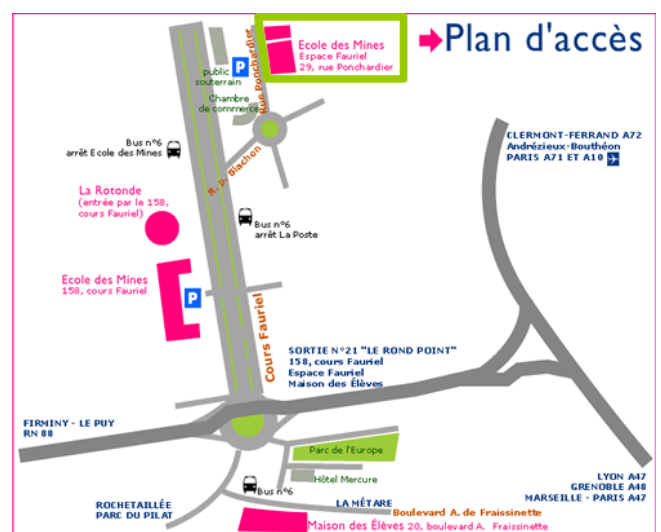 Plan d'accès
Ecole des Mines
Espace Fauriel
29, rue Ponchardier
P
public
souterrain
Rue Ponchardier
Chambre
de commerce
Bus n°6
arrêt Ecole des Mines
R. p. Blachon
CLERMONT-FERRAND A72
Andrézieux-Bouthéon
PARIS A71 ET A10
La Rotonde
(entrée par le 158,
cours Fauriel)
Bus n°6
arrêt La Poste
Ecole des Mines
158, cours Fauriel
P
Cours Fauriel
SORTIE N°21 "LE ROND POINT"
158, cours Fauriel
Espace Fauriel
Maison des Élèves
FIRMINY - LE PUY
RN 88
Parc de l'Europe
Hôtel Mercure
LYON A47
GRENOBLE A48
MARSEILLE - PARIS A47
Bus n°6
ROCHETAILLÉE
PARC DU PILAT
LA MÉTARE
Boulevard A. de Fraissinette
Maison des Élèves 20, boulevard A. Fraissinette